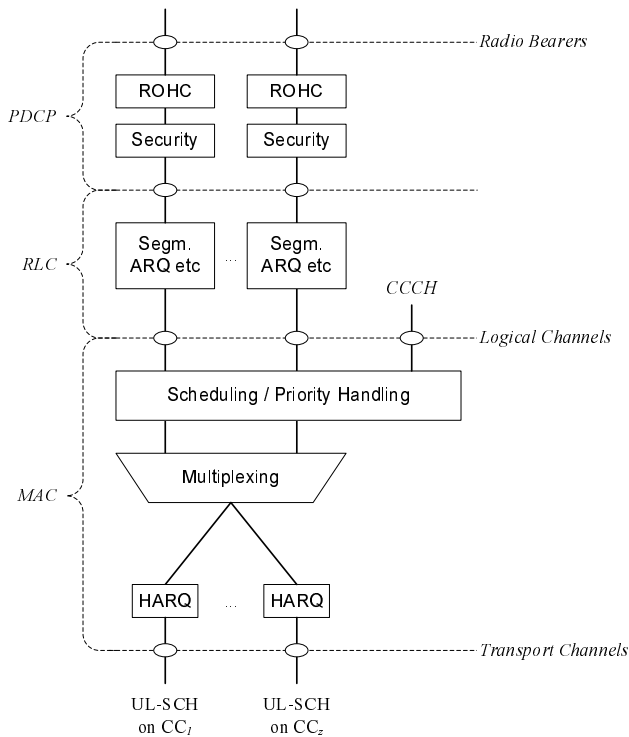 Radio Bearers
ROHC
ROHC
PDCP
Security
Security
Segm.
ARQ etc
...
Segm.
ARQ etc
RLC
CCCH
Logical Channels
Scheduling / Priority Handling
Multiplexing
MAC
HARQ
...
HARQ
Transport Channels
UL-SCH
on CC1
UL-SCH
on CCz